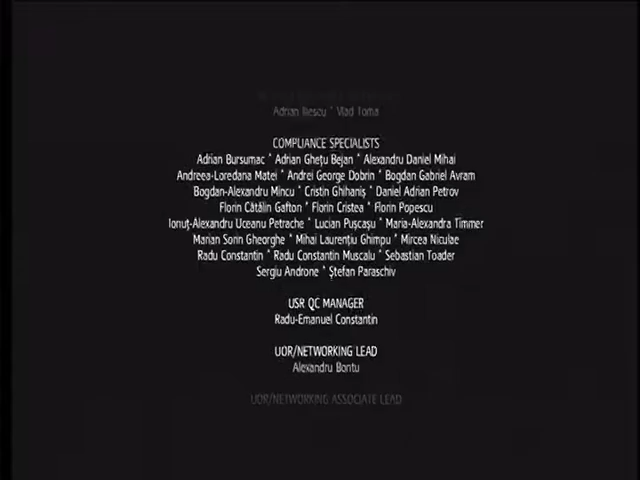 Adrian Iliescu * Vlad Toma
COMPLIANCE SPECIALISTS
Adrian Bursumac * Adrian Ghețu Bejan * Alexandru Daniel Mihai
Andreea-Loredana Matei * Andrei George Dobrin * Bogdan Gabriel Avram
Bogdan-Alexandru Mincu * Cristin Ghihaniș * Daniel Adrian Petrov
Florin Cătălin Gafton * Florin Cristea * Florin Popescu
Ionuț-Alexandru Uceanu Petrache * Lucian Pușcașu * Maria-Alexandra Timmer
Marian Sorin Gheorghe * Mihai Laurențiu Ghimpu * Mircea Niculae
Radu Constantin * Radu Constantin Muscalu * Sebastian Toader
Sergiu Androne * Ștefan Paraschiv
USR QC MANAGER
Radu-Emanuel Constantin
UOR/NETWORKING LEAD
Alexandru Bontu
UOR/NETWORKING ASSOCIATE LEAD